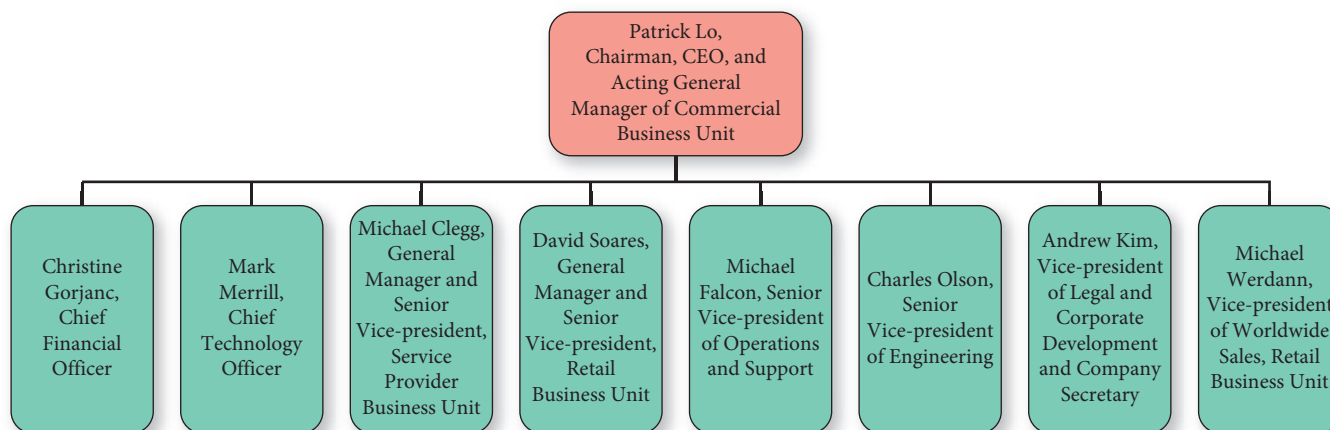 Patrick Lo,
Chairman, CEO, and
Acting General
Manager of Commercial
Business Unit
Christine
Gorjanc,
Chief
Financial
Officer
Mark
Merrill,
Chief
Technology
Officer
Michael Clegg,
General
Manager and
Senior
Vice-president,
Service
Provider
Business Unit
David Soares,
General
Manager and
Senior
Vice-president,
Retail
Business Unit
Michael
Falcon, Senior
Vice-president
of Operations
and Support
Charles Olson,
Senior
Vice-president
of Engineering
Andrew Kim,
Vice-president
of Legal and
Corporate
Development
and Company
Secretary
Michael
Werdann,
Vice-president
of Worldwide
Sales, Retail
Business Unit